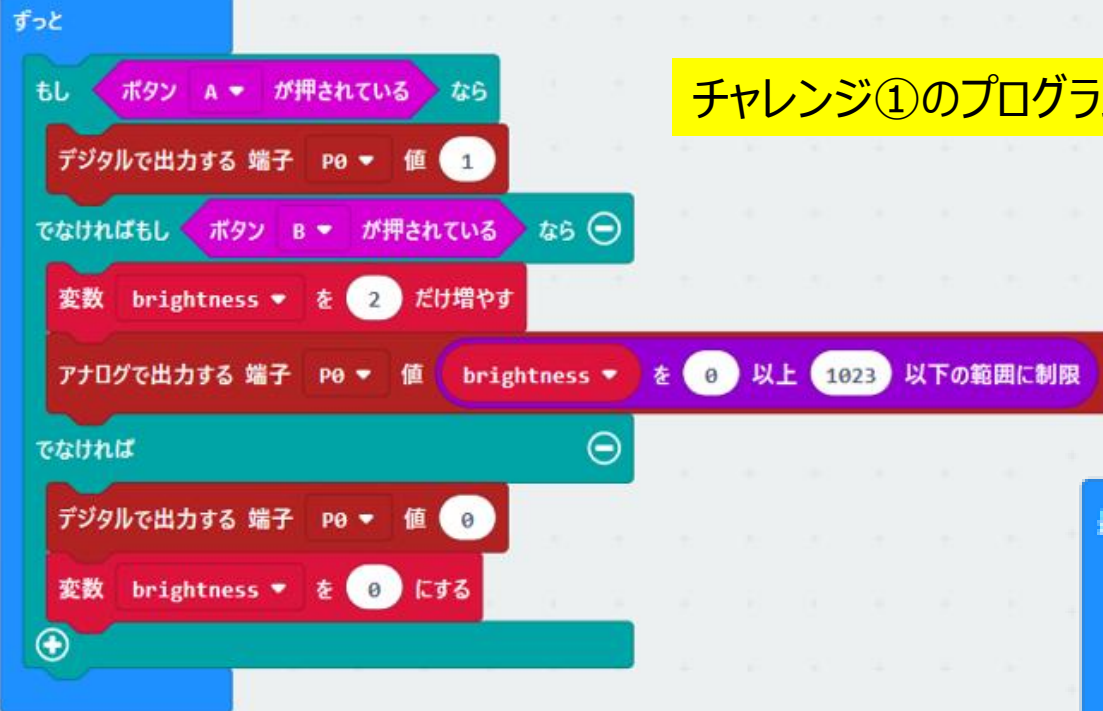 ずっと
もし ボタン A が押されている なら
チャレンジ①のプログラ
デジタルで出力する 端子 P0 値 1
でなければもし ボタン B が押されている なら
変数 brightness を 2 だけ増やす
アナログで出力する 端子 P0 値 brightness を 0 以上 1023 以下の範囲に制限
でなければ
デジタルで出力する 端子 P0 値 0
変数 brightness を 0 にする